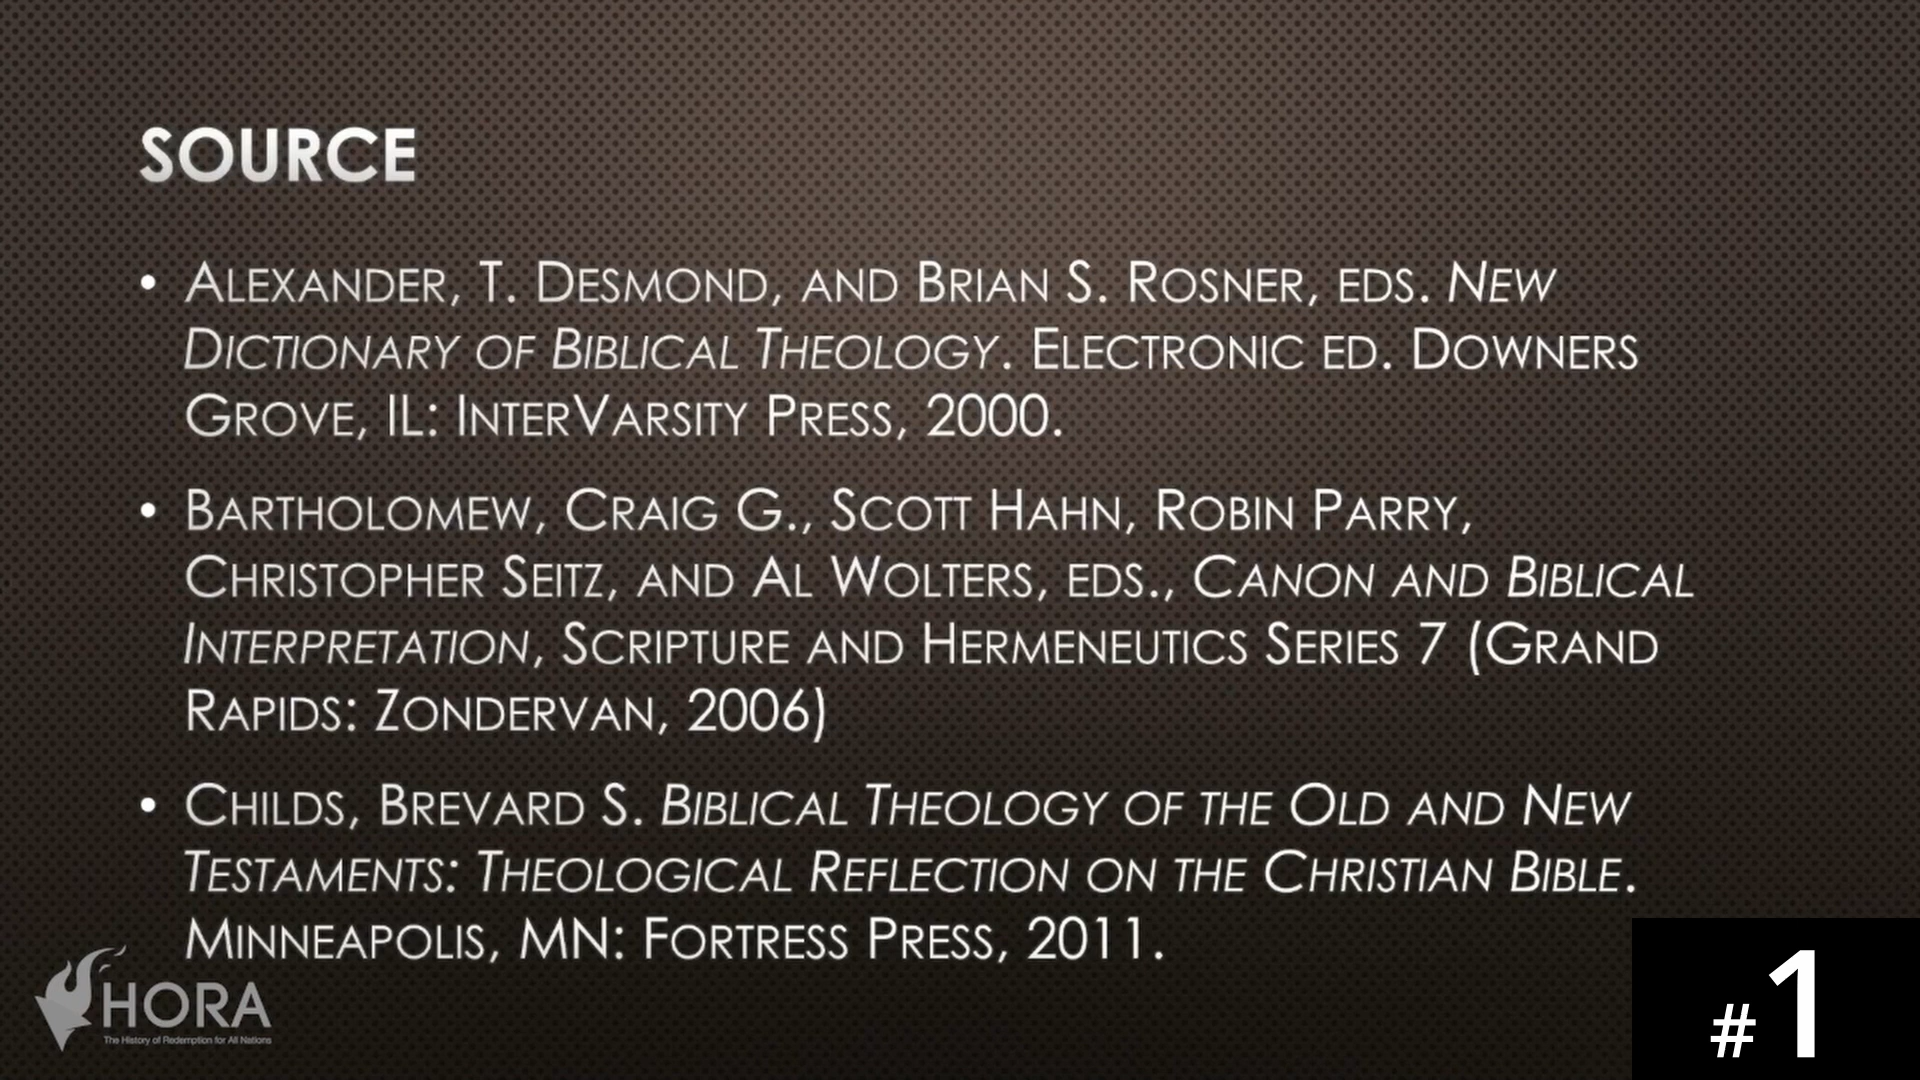 SOURCE
• ALEXANDER, T. DESMOND, AND BRIAN S. ROSNER, EDS. NEW
DICTIONARY OF BIBLICAL THEOLOGY. ELECTRONIC ED. DOWNERS
GROVE, IL: INTERVARSITY PRESS, 2000.
• BARTHOLOMEW, CRAIG G., SCOTT HAHN, ROBIN PARRY,
CHRISTOPHER SEITZ, AND AL WOLTERS, EDS., CANON AND BIBLICAL
INTERPRETATION, SCRIPTURE AND HERMENEUTICS SERIES 7 (GRAND
RAPIDS: ZONDERVAN, 2006)
• CHILDS, BREVARD S. BIBLICAL THEOLOGY OF THE OLD AND NEW
TESTAMENTS: THEOLOGICAL REFLECTION ON THE CHRISTIAN BIBLE.
MINNEAPOLIS, MN: FORTRESS PRESS, 2011.
HORA
The History of Redemption for All Nations
#1